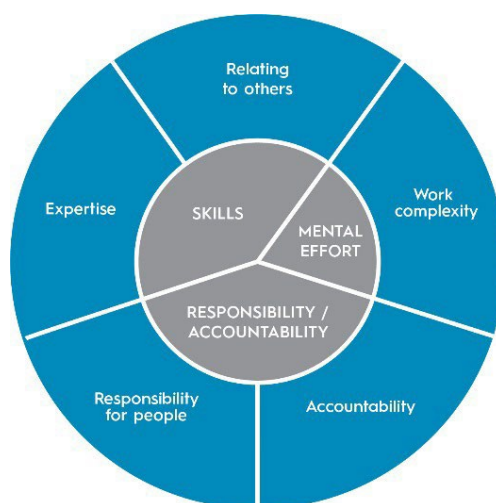 Relating
to others
Expertise
SKILLS
Work
complexity
MENTAL
EFFORT
RESPONSIBILITY /
ACCOUNTABILITY
Responsibility
for people
Accountability